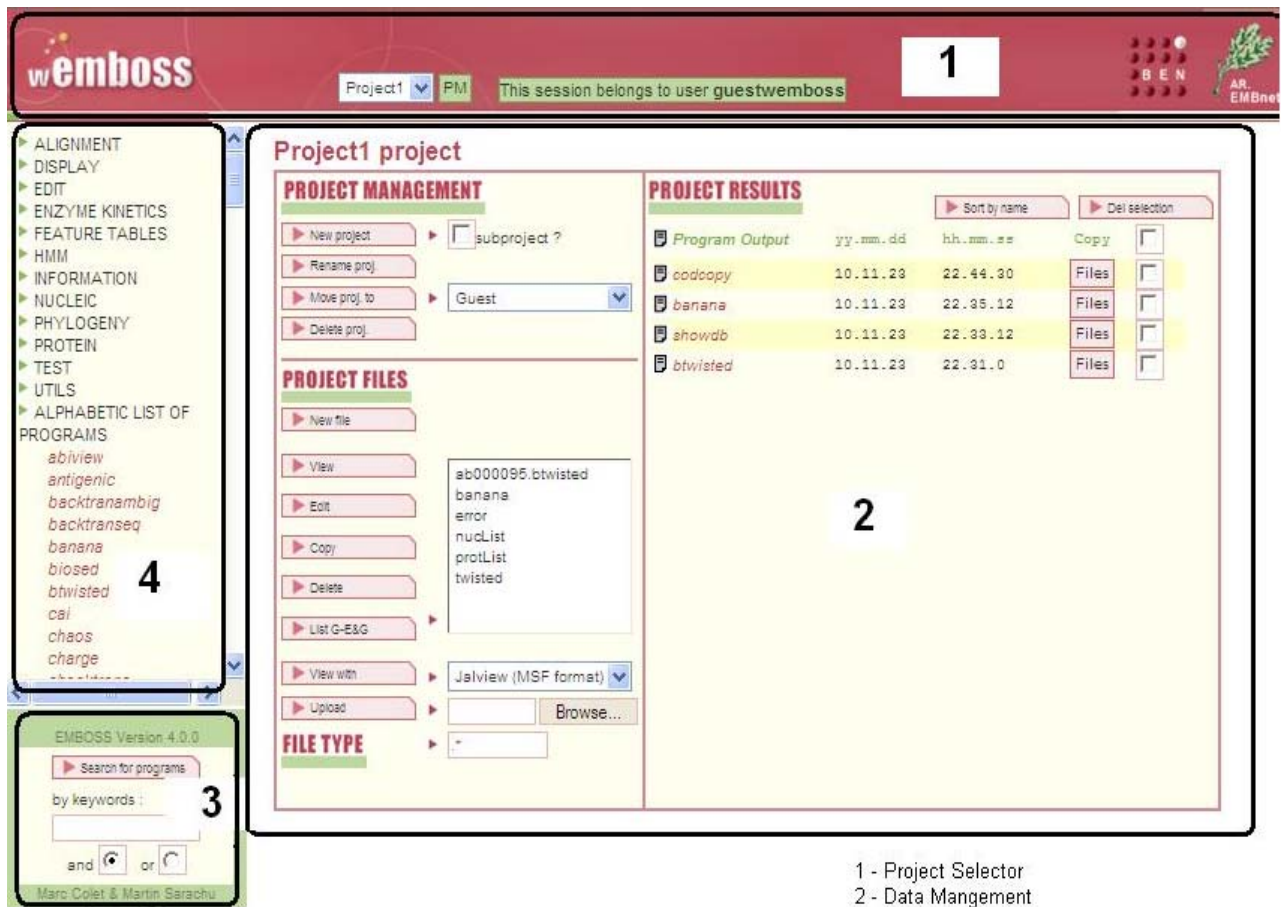 wemboss
Project1 PM This session belongs to user guestwemboss
1
BEN
AR.
EMBnet
ALIGNMENT
DISPLAY
EDIT
ENZYME KINETICS
FEATURE TABLES
HMM
INFORMATION
NUCLEIC
PHYLOGENY
PROTEIN
TEST
UTILS
ALPHABETIC LIST OF
PROGRAMS
abiview
antigenic
backtranambig
backtranseq
banana
biosed
btwisted
cai
chaos
charge
4
EMBOSS Version 4.0.0
Search for programs
by keywords :
and or
Marc Colet & Martin Sarachu
3
Project1 project
PROJECT MANAGEMENT
New project subproject ?
Rename proj.
Move proj. to Guest
Delete proj.
PROJECT FILES
New file
View
Edit
Copy
Delete
List G-E&G
ab000095.btwisted
banana
error
nucList
protList
twisted
View with Jalview (MSF format)
Upload Browse...
FILE TYPE .*
PROJECT RESULTS
Sort by name Del selection
Program Output yy.mm.dd hh.mm.ss Copy
codcopy 10.11.23 22.44.30 Files
banana 10.11.23 22.35.12 Files
showdb 10.11.23 22.33.12 Files
btwisted 10.11.23 22.31.0 Files
2
1 - Project Selector
2 - Data Mangement